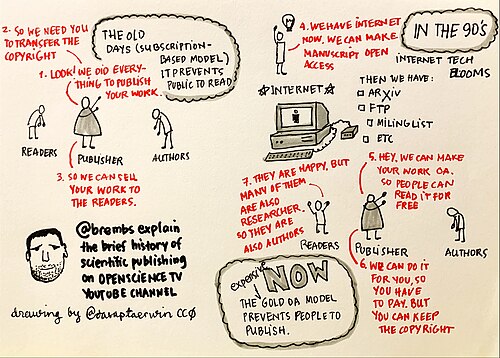 2. SO WE NEED YOU
TO TRANSFER THE
COPYRIGHT
1. LOOK! WE DID EVERY-
THING TO PUBLISH
YOUR WORK.
THE OLD
DAYS (SUBSCRIPTION-
BASED MODEL)
IT PREVENTS
PUBLIC TO READ
READERS
PUBLISHER
AUTHORS
3. SO WE CAN SELL
YOUR WORK TO
THE READERS.
@brembs explain
the brief history of
scientific publishing
on OPENSCIENCE TV
YOUTUBE CHANNEL
drawing by @dasaptaerwin CCØ
4. WE HAVE INTERNET
NOW, WE CAN MAKE
MANUSCRIPT OPEN
ACCESS
IN THE 90'S
INTERNET TECH
BLOOMS
INTERNET
THEN WE HAVE:
ARXIV
FTP
MILINGLIST
ETC
5. HEY, WE CAN MAKE
YOUR WORK OA.
SO PEOPLE CAN
READ IT FOR
FREE
7. THEY ARE HAPPY, BUT
MANY OF THEM
ARE ALSO
RESEARCHER.
SO THEY ARE
ALSO AUTHORS
READERS
PUBLISHER
AUTHORS
6. WE CAN DO IT
FOR YOU, SO
YOU HAVE
TO PAY. BUT
YOU CAN KEEP
THE COPYRIGHT
expensive
NOW
THE GOLD OA MODEL
PREVENTS PEOPLE TO
PUBLISH.